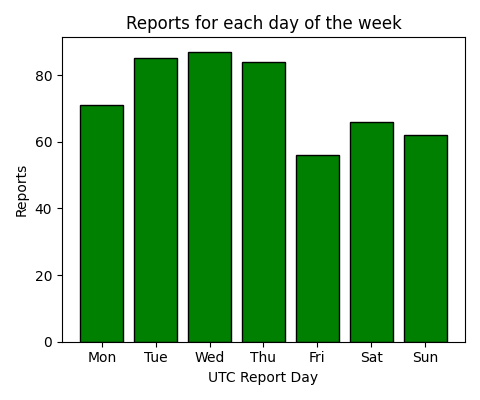 Reports for each day of the week
80
60
40
20
0
Reports
Mon Tue Wed Thu Fri Sat Sun
UTC Report Day